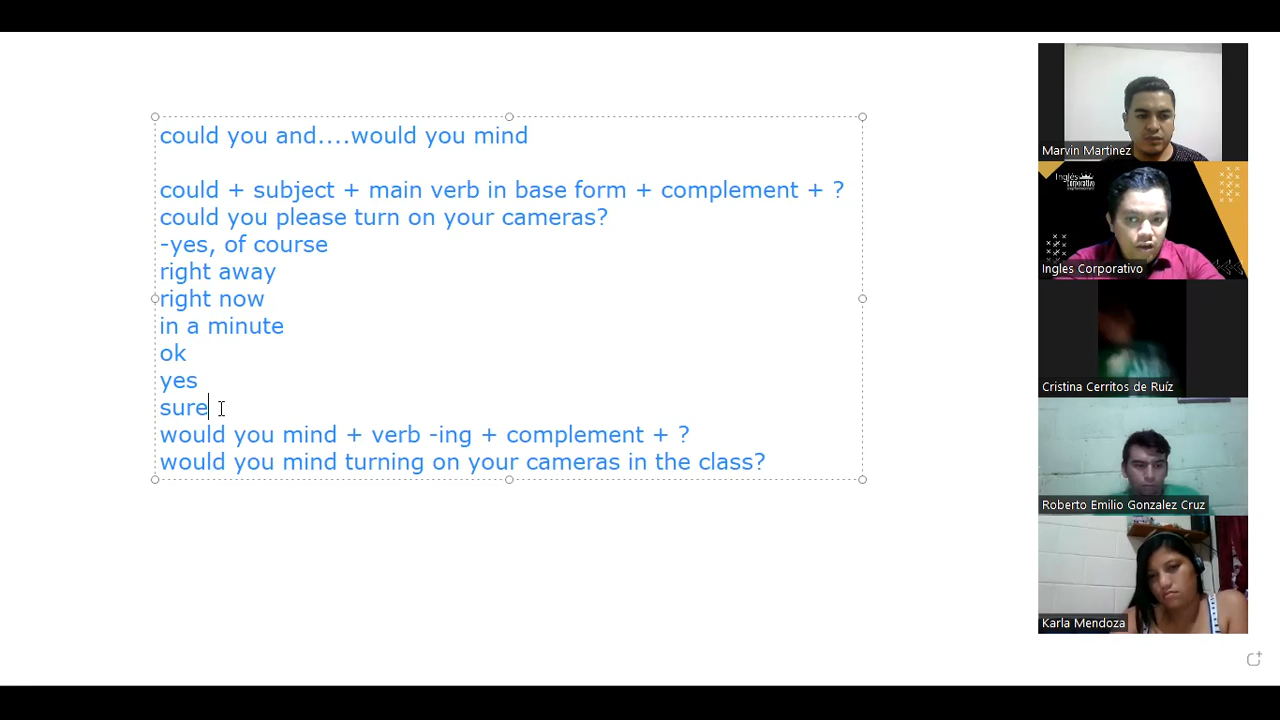 could you and....would you mind
could + subject + main verb in base form + complement + ?
could you please turn on your cameras?
-yes, of course
right away
right now
in a minute
ok
yes
sure
would you mind + verb -ing + complement + ?
would you mind turning on your cameras in the class?
Marvin Martinez
Inglés
Corporativo
Ingles Corporativo
Cristina Cerritos de Ruíz
Roberto Emilio Gonzalez Cruz
Karla Mendoza